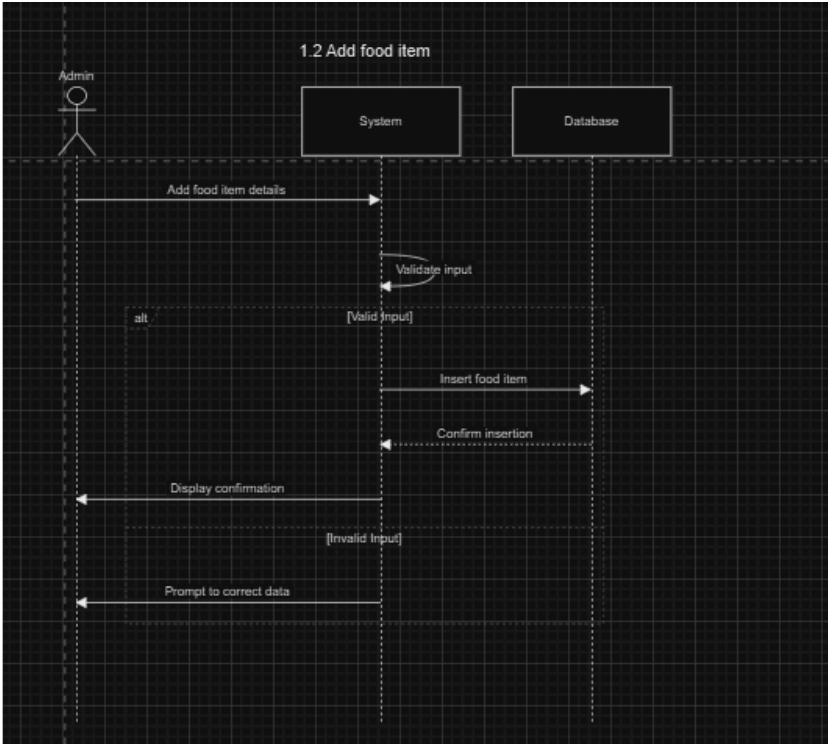 1.2 Add food item
Admin
System
Database
Add food item details
Validate input
alt
[Valid Input]
Insert food item
Confirm insertion
Display confirmation
[Invalid Input]
Prompt to correct data